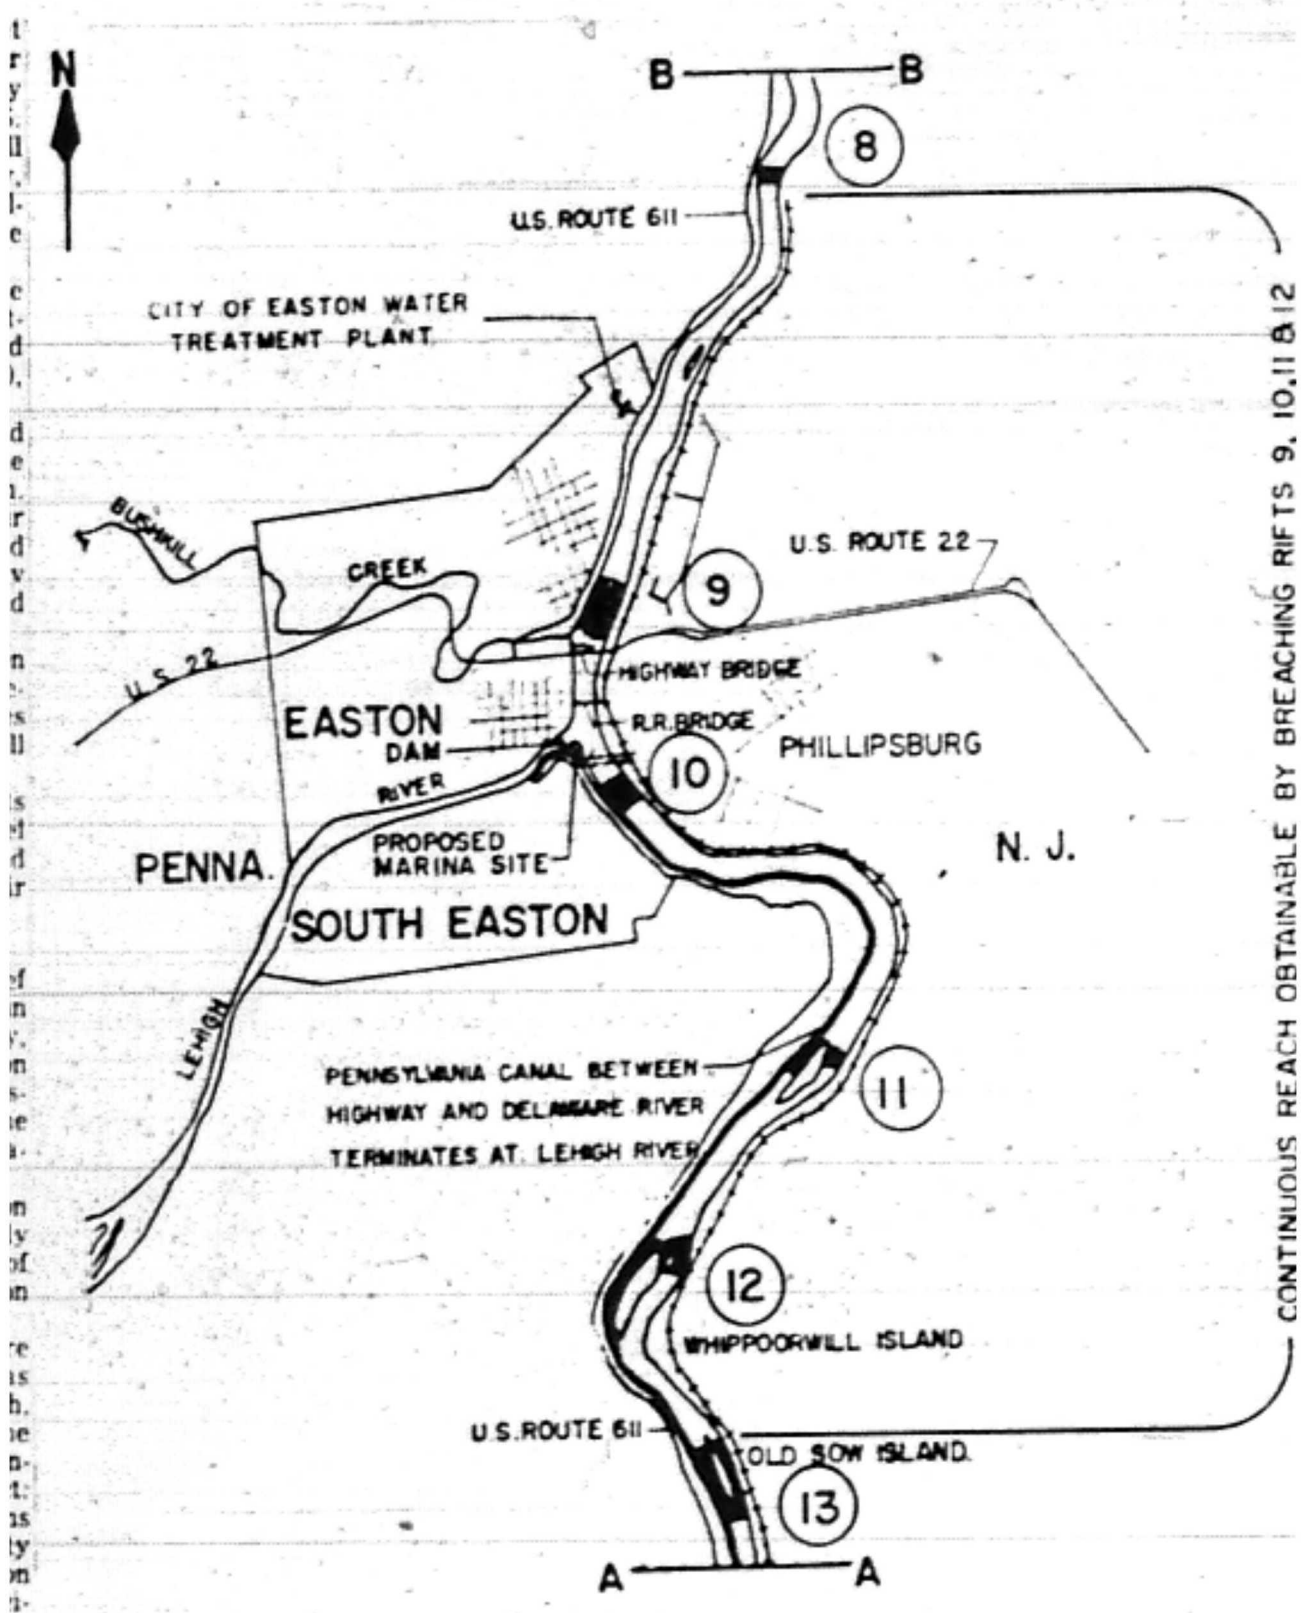 N
B B
8
U.S. ROUTE 611
CITY OF EASTON WATER
TREATMENT PLANT
BUSHKILL
CREEK
U.S. ROUTE 22
9
U.S. 22
HIGHWAY BRIDGE
EASTON
R.R. BRIDGE
DAM
PHILLIPSBURG
10
RIVER
PROPOSED
MARINA SITE
PENNA.
N. J.
SOUTH EASTON
LEHIGH
PENNSYLVANIA CANAL BETWEEN
HIGHWAY AND DELAWARE RIVER
TERMINATES AT LEHIGH RIVER
11
12
WHIPPOORWILL ISLAND
U.S. ROUTE 611
OLD SOW ISLAND.
13
A A
CONTINUOUS REACH OBTAINABLE BY BREACHING RIFTS 9, 10, 11 & 12